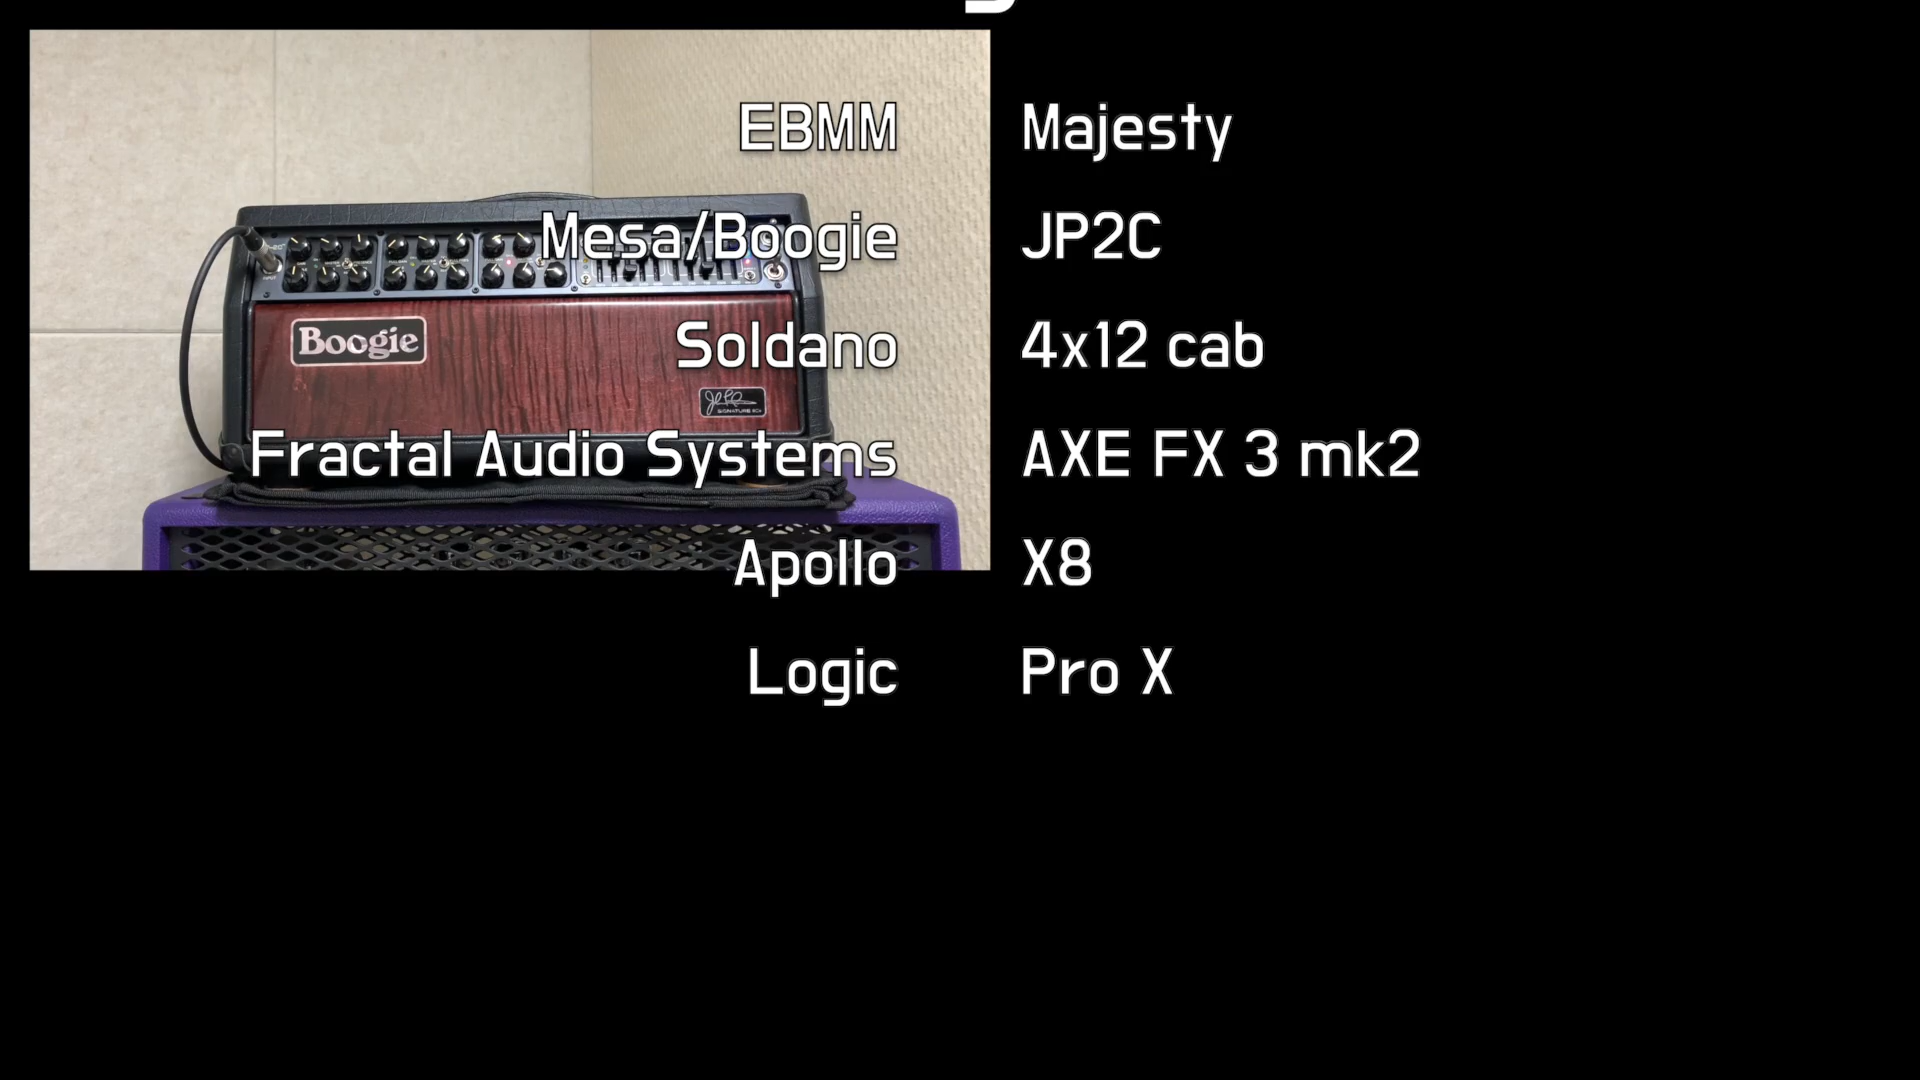 EBMM Majesty
Mesa/Boogie JP2C
Boogie
Soldano 4x12 cab
SIGNATURE
Fractal Audio Systems AXE FX 3 mk2
Apollo X8
Logic Pro X